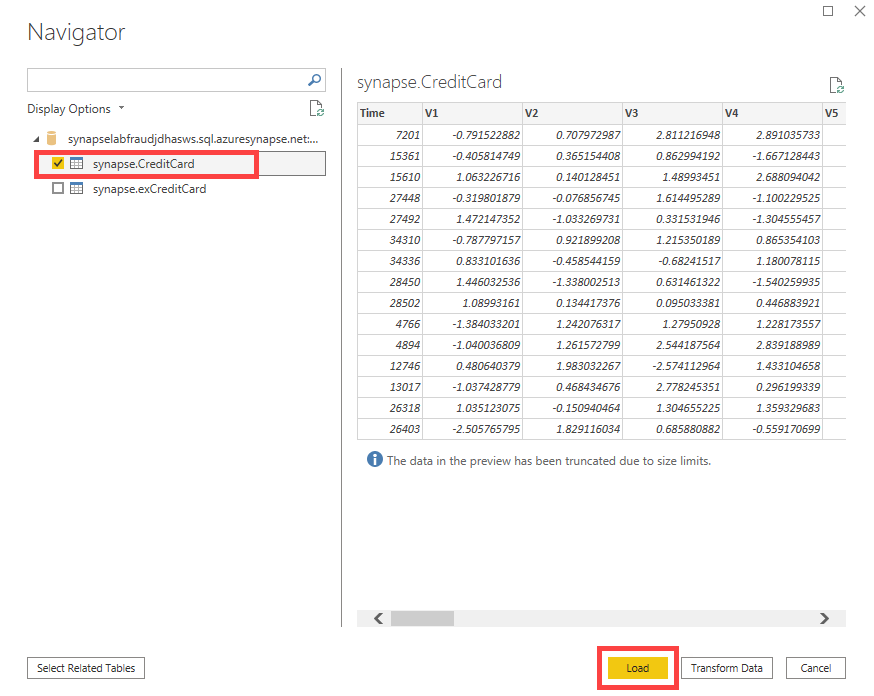 Navigator
Display Options
synapselabfraudjdhasws.sql.azuresynapse.net:...
synapse.CreditCard
synapse.exCreditCard
synapse.CreditCard
Time V1 V2 V3 V4 V5
7201 -0.791522882 0.707972987 2.811216948 2.891035733
15361 -0.405814749 0.365154408 0.862994192 -1.667128443
15610 1.063226716 0.140128451 1.48993451 2.688094042
27448 -0.319801879 -0.076856745 1.614495289 -1.100229525
27492 1.472147352 -1.033269731 0.331531946 -1.304555457
34310 -0.787797157 0.921899208 1.215350189 0.865354103
34336 0.833101636 -0.458544159 -0.68241517 1.180078115
28450 1.446032536 -1.338002513 0.631461322 -1.540259935
28502 1.08993161 0.134417376 0.095033381 0.446883921
4766 -1.384033201 1.242076317 1.27950928 1.228173557
4894 -1.040036809 1.261572799 2.544187564 2.839188989
12746 0.480640379 1.983032267 -2.574112964 1.433104658
13017 -1.037428779 0.468434676 2.778245351 0.296199339
26318 1.035123075 -0.150940464 1.304655225 1.359329683
26403 -2.505765795 1.829116034 0.685880882 -0.559170699
The data in the preview has been truncated due to size limits.
Select Related Tables
Load
Transform Data
Cancel